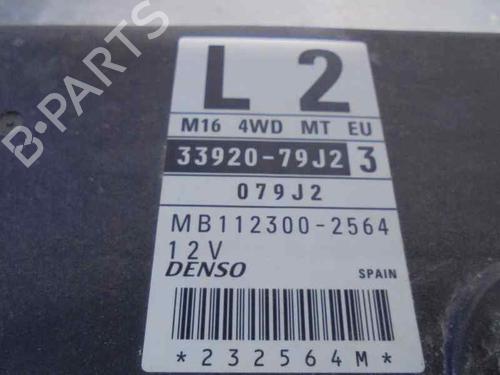 L 2
M16 4WD MT EU
33920-79J2 3
079J2
MB112300-2564
12V
DENSO SPAIN
*232564M*
B-PARTS